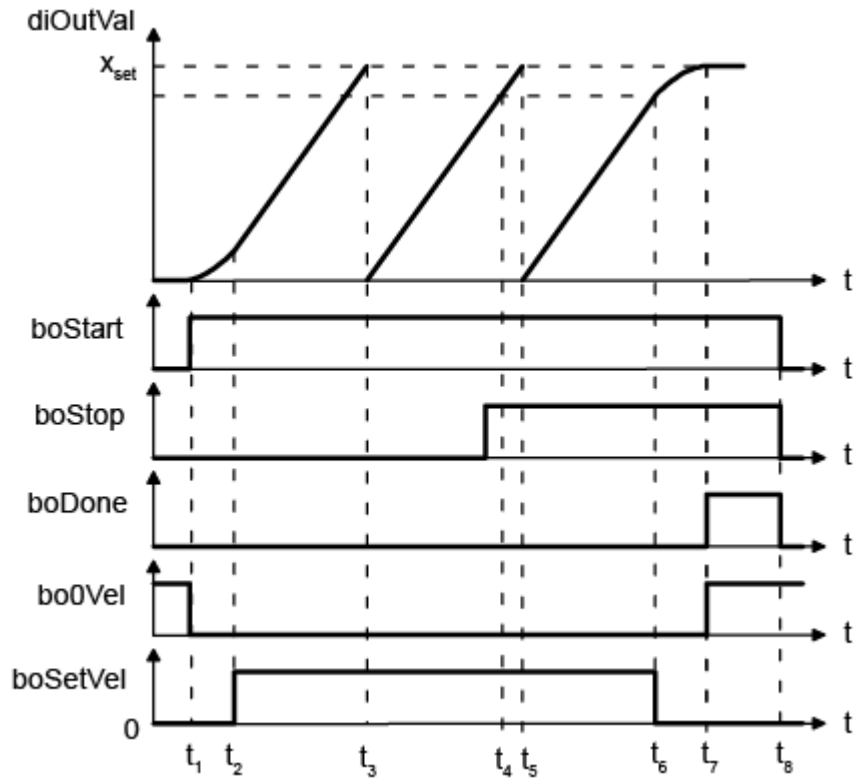 diOutVal
xset
t
boStart
t
boStop
t
boDone
t
bo0Vel
t
boSetVel
t
0
t1 t2 t3 t4 t5 t6 t7 t8